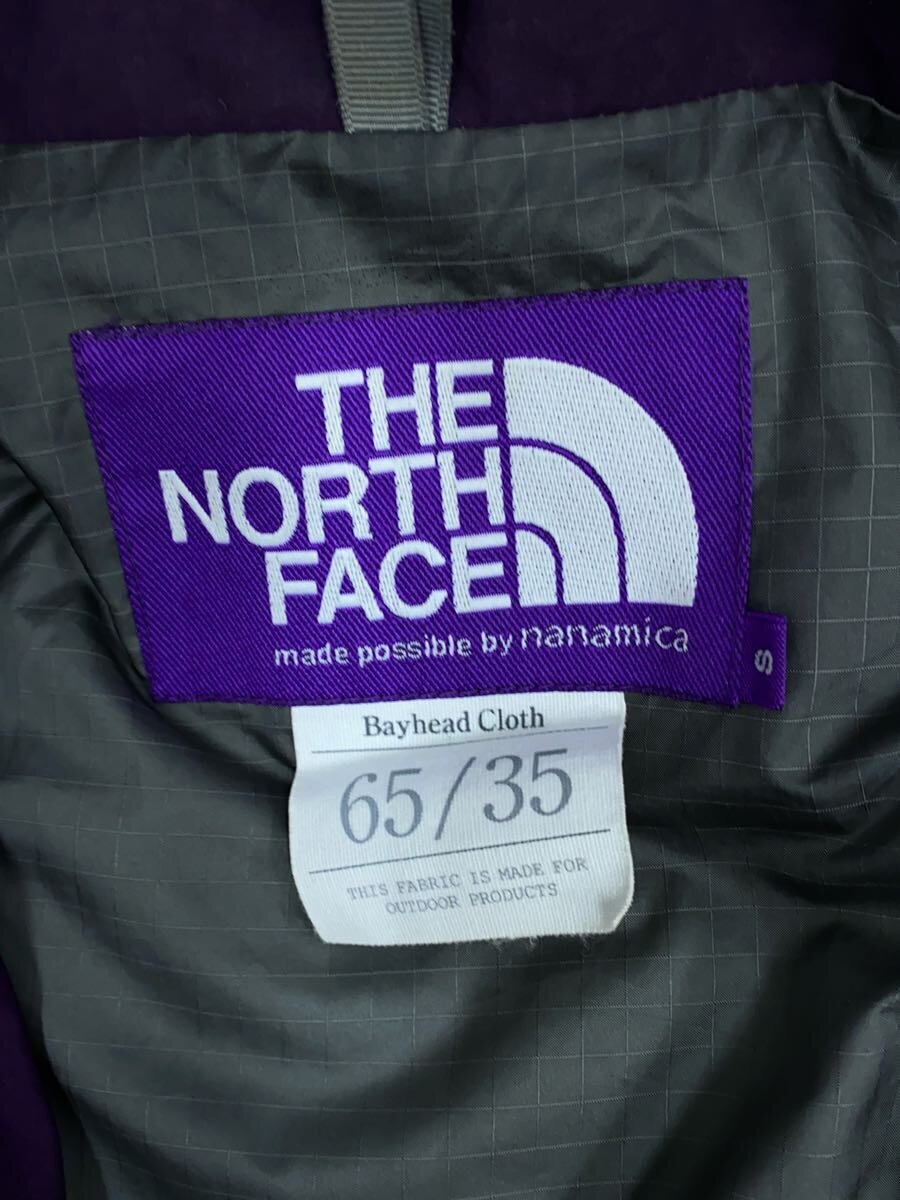 THE
NORTH
FACE
made possible by nanamica
S
Bayhead Cloth
65/35
THIS FABRIC IS MADE FOR
OUTDOOR PRODUCTS